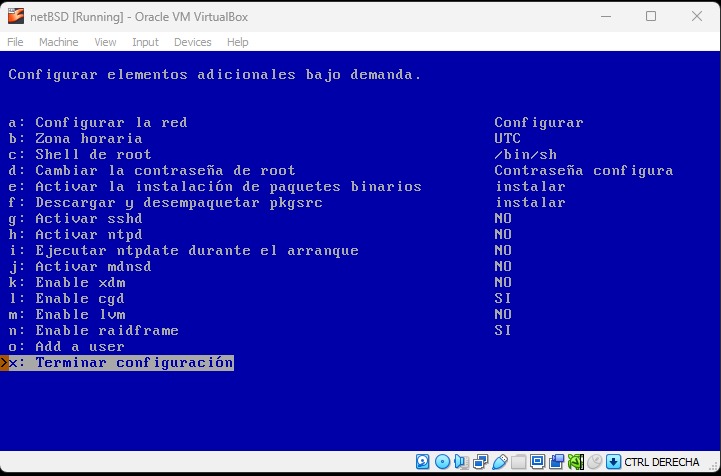 netBSD [Running] - Oracle VM VirtualBox
File Machine View Input Devices Help
Configurar elementos adicionales bajo demanda.
a: Configurar la red Configurar
b: Zona horaria UTC
c: Shell de root /bin/sh
d: Cambiar la contraseña de root Contraseña configura
e: Activar la instalación de paquetes binarios instalar
f: Descargar y desempaquetar pkgsrc instalar
g: Activar sshd NO
h: Activar ntpd NO
i: Ejecutar ntpdate durante el arranque NO
j: Activar mdnsd NO
k: Enable xdm NO
l: Enable cgd SI
m: Enable lvm NO
n: Enable raidframe SI
o: Add a user
>x: Terminar configuración
CTRL DERECHA